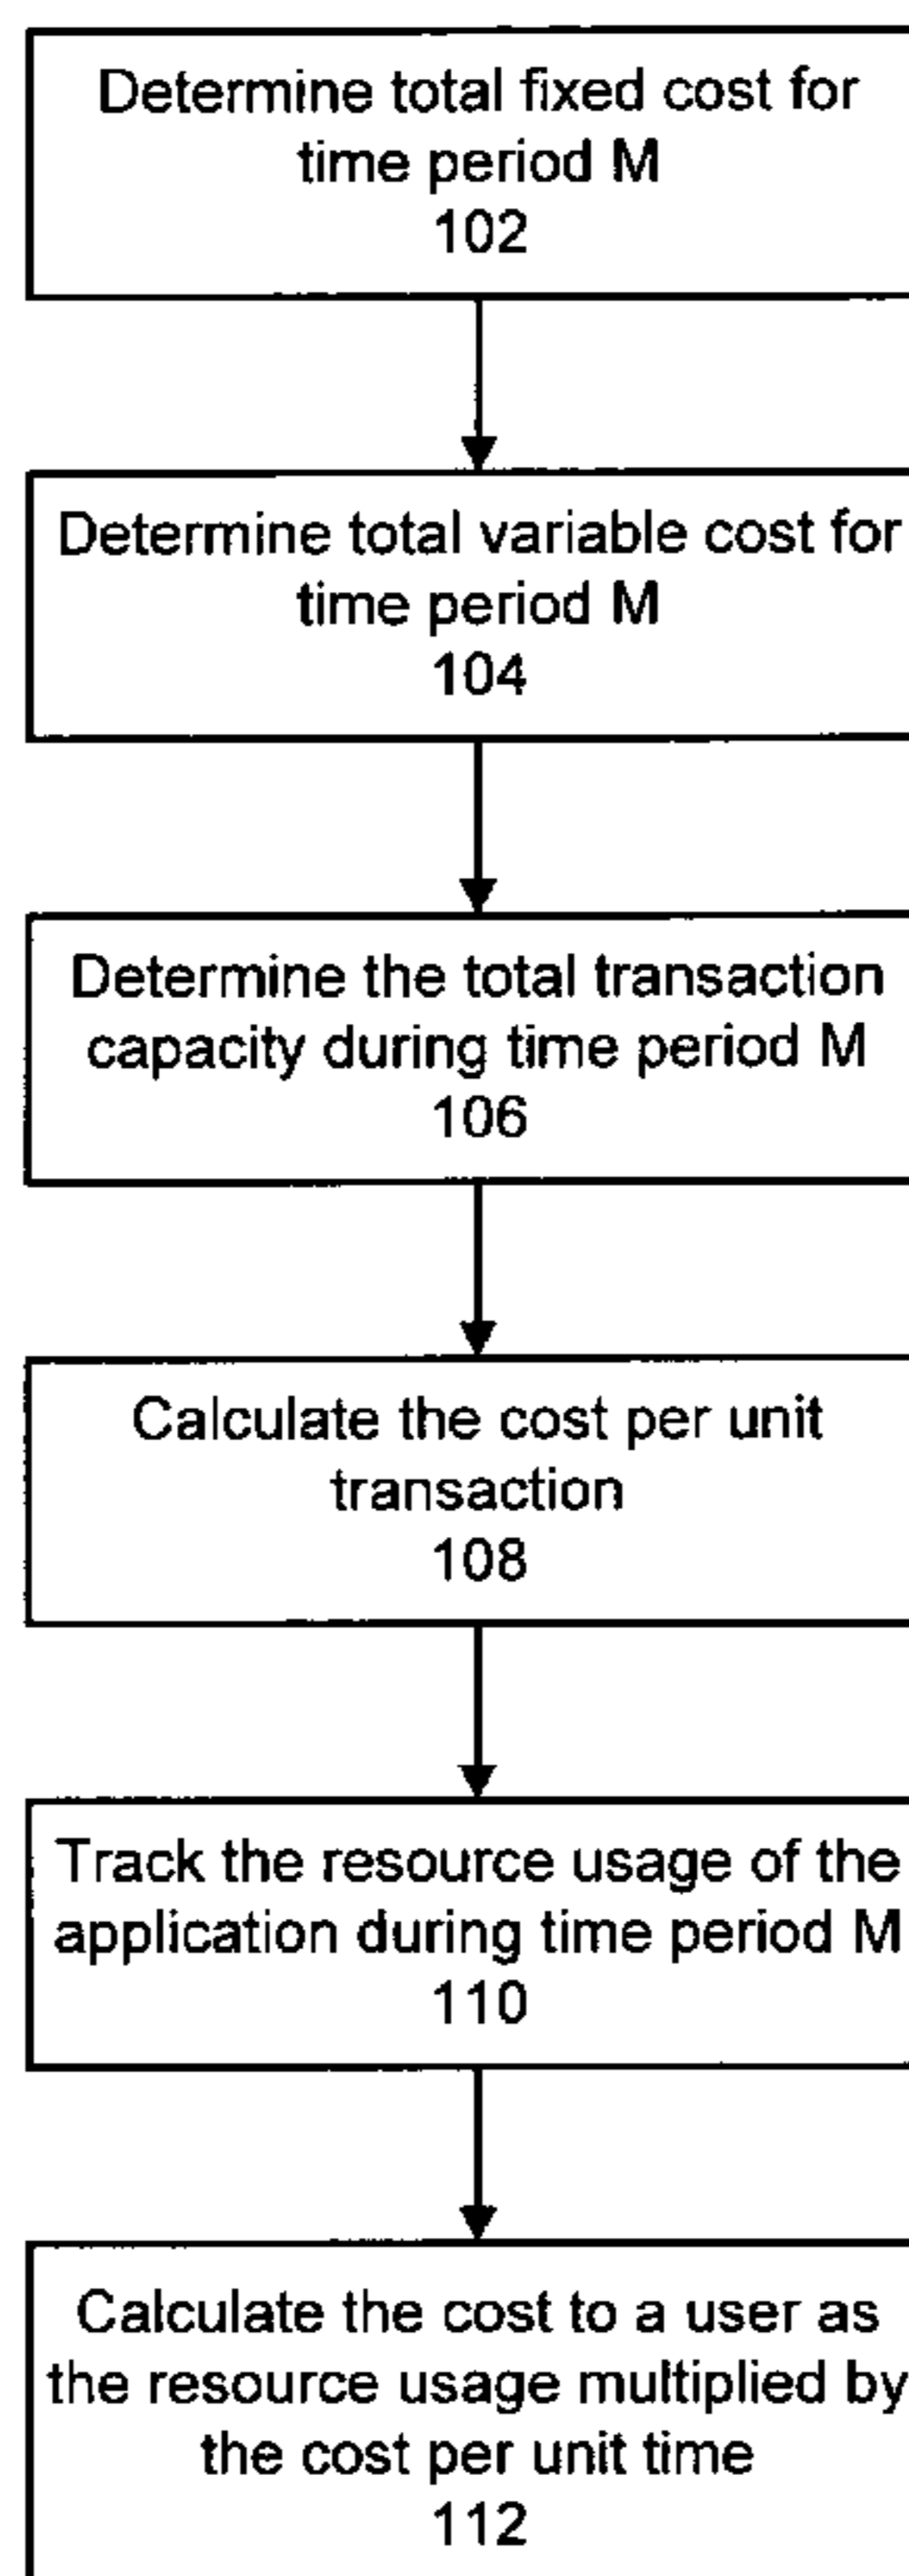 Determine total fixed cost for
time period M
102
Determine total variable cost for
time period M
104
Determine the total transaction
capacity during time period M
106
Calculate the cost per unit
transaction
108
Track the resource usage of the
application during time period M
110
Calculate the cost to a user as
the resource usage multiplied by
the cost per unit time
112